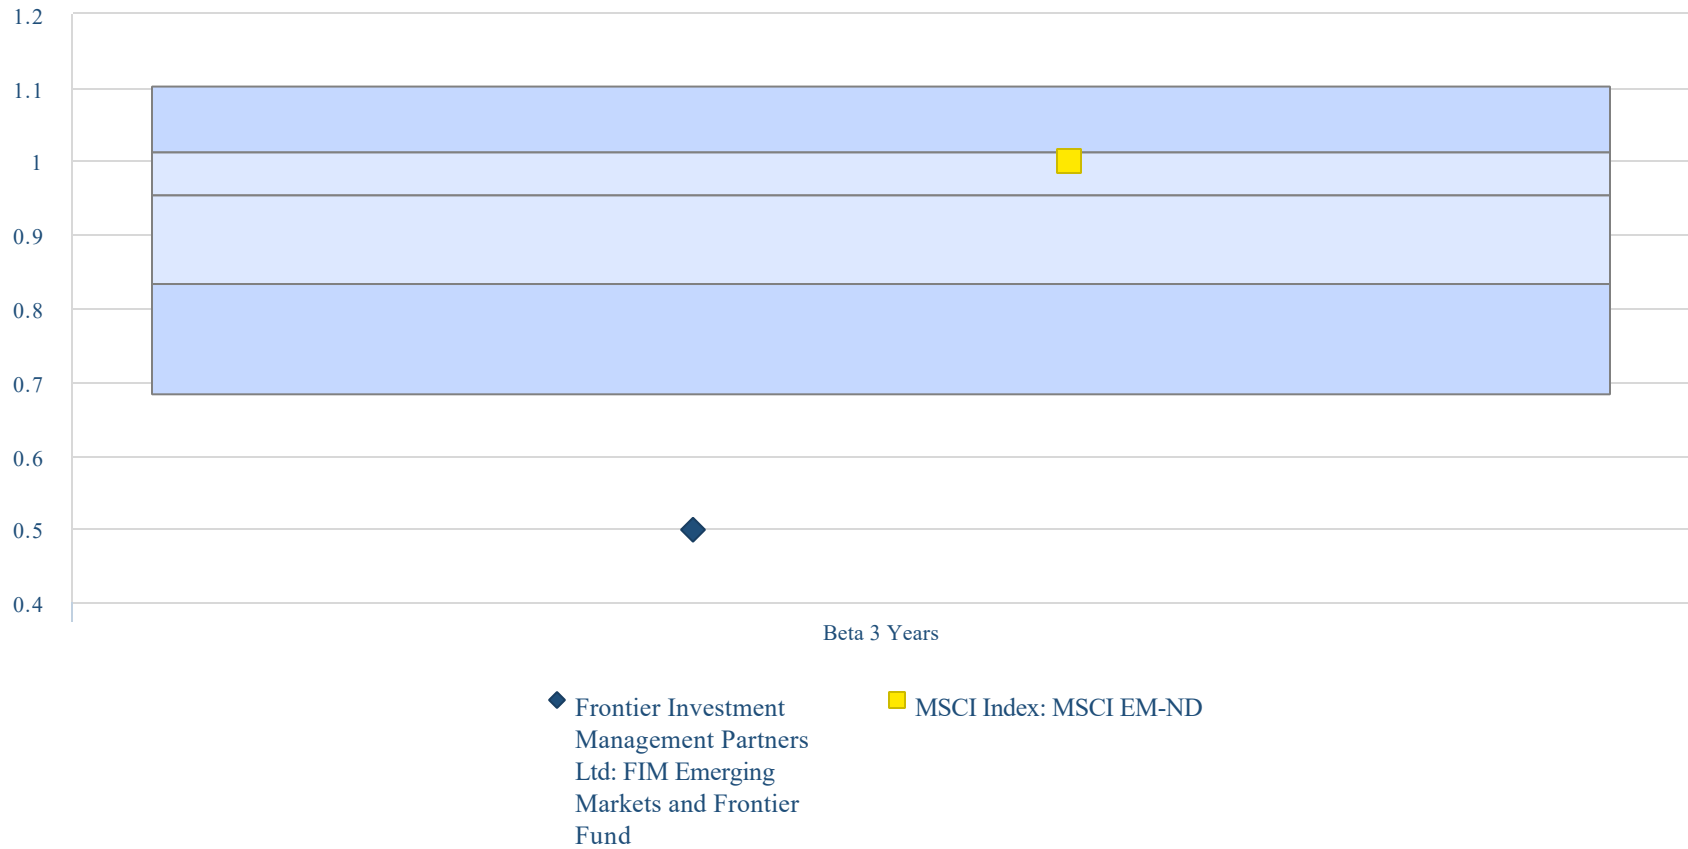 1.2
1.1
1
0.9
0.8
0.7
0.6
0.5
0.4
Beta 3 Years
Frontier Investment
Management Partners
Ltd: FIM Emerging
Markets and Frontier
Fund
MSCI Index: MSCI EM-ND